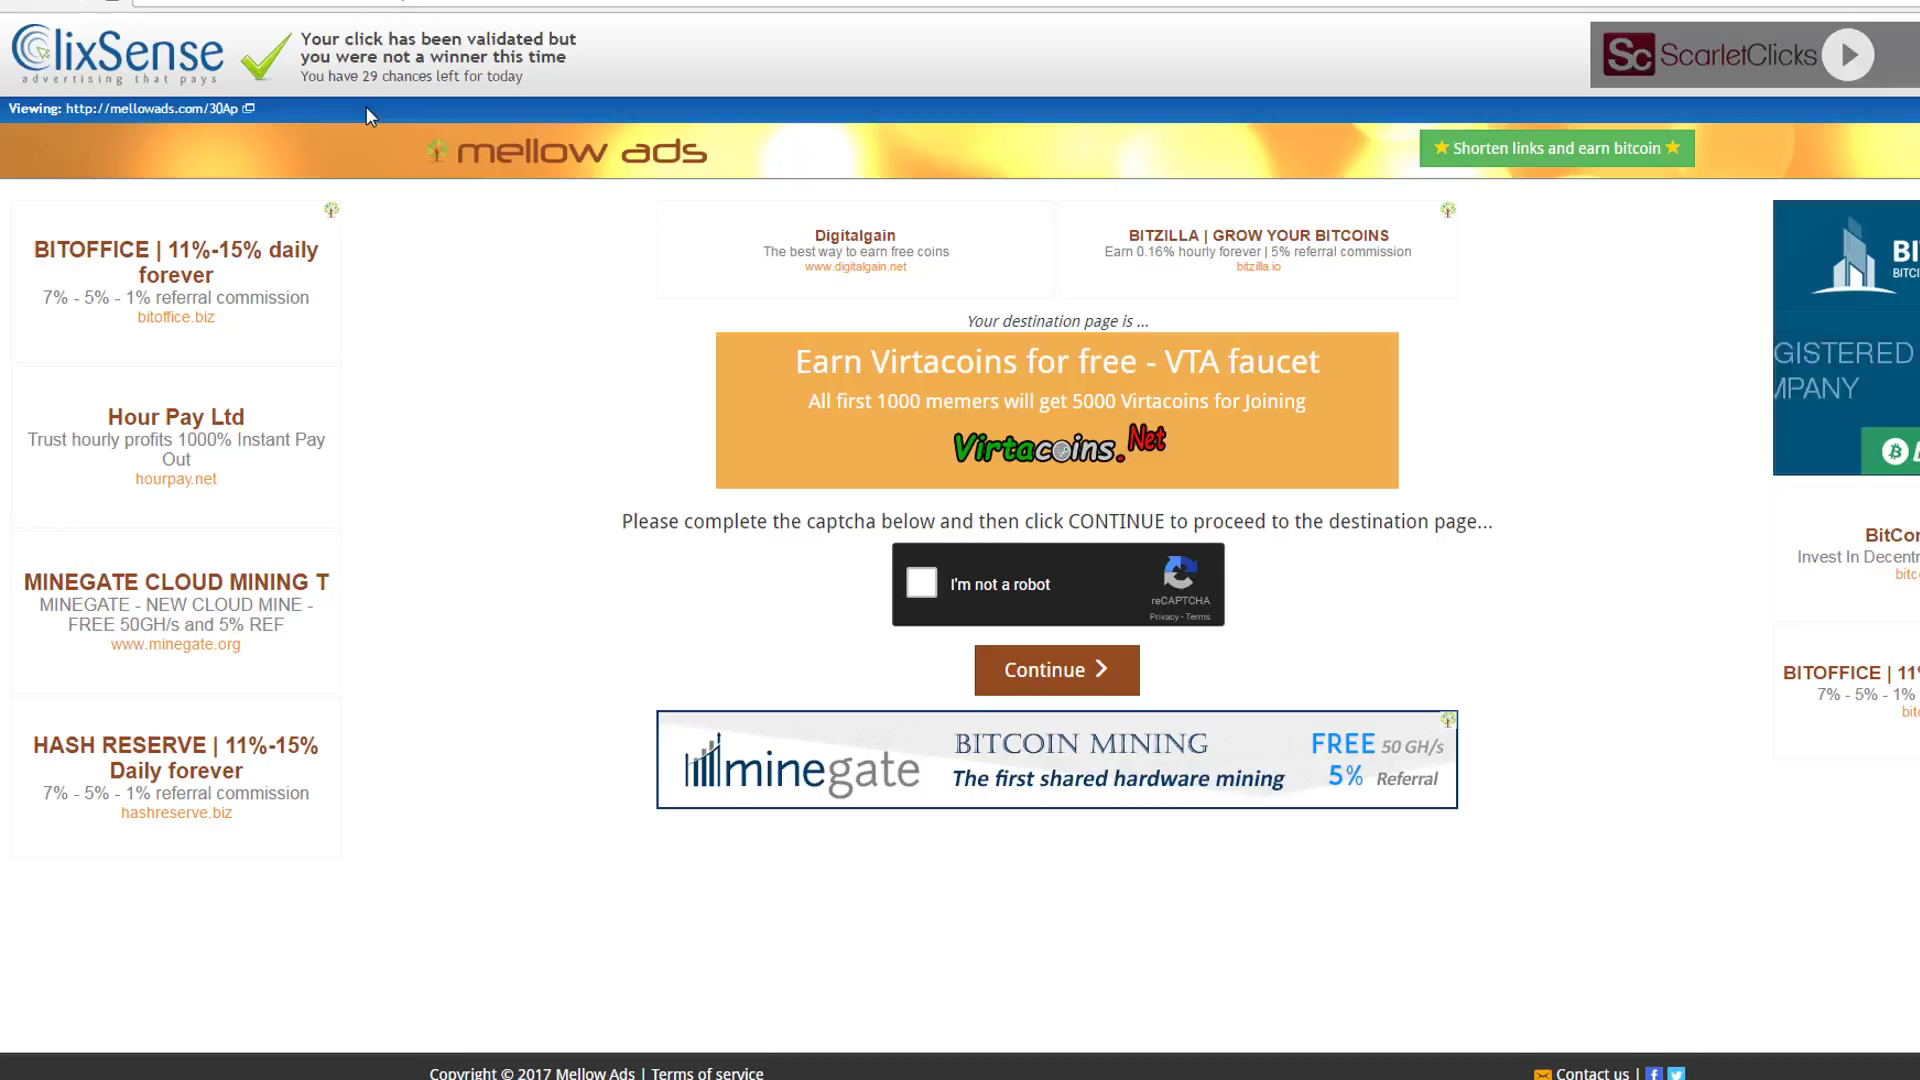 ClixSense
advertising that pays
Your click has been validated but
you were not a winner this time
You have 29 chances left for today
Sc ScarletClicks
Viewing: http://mellowads.com/30Ap
mellow ads
Shorten links and earn bitcoin
BITOFFICE | 11%-15% daily
forever
7% - 5% - 1% referral commission
bitoffice.biz
Hour Pay Ltd
Trust hourly profits 1000% Instant Pay
Out
hourpay.net
MINEGATE CLOUD MINING T
MINEGATE - NEW CLOUD MINE -
FREE 50GH/s and 5% REF
www.minegate.org
HASH RESERVE | 11%-15%
Daily forever
7% - 5% - 1% referral commission
hashreserve.biz
Digitalgain
The best way to earn free coins
www.digitalgain.net
BITZILLA | GROW YOUR BITCOINS
Earn 0.16% hourly forever | 5% referral commission
bitzilla.io
Your destination page is ...
Earn Virtacoins for free - VTA faucet
All first 1000 memers will get 5000 Virtacoins for Joining
Virtacoins.Net
Please complete the captcha below and then click CONTINUE to proceed to the destination page...
I'm not a robot
reCAPTCHA
Privacy - Terms
Continue
minegate
BITCOIN MINING
The first shared hardware mining
FREE 50 GH/s
5% Referral
BI
BITCI
GISTERED
MPANY
BitCor
Invest In Decentr
bitc
BITOFFICE | 11
7% - 5% - 1%
bit
Copyright © 2017 Mellow Ads | Terms of service
Contact us |